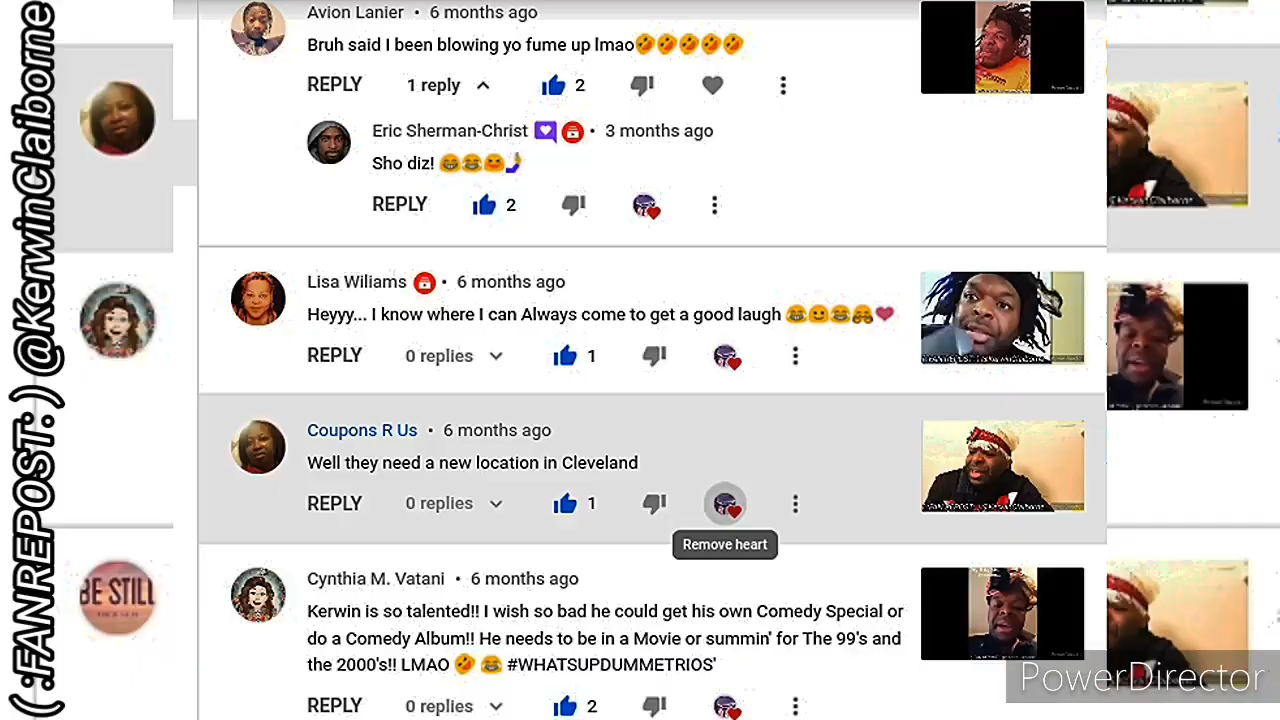 (:FANREPOST:) @KerwinClaiborne
Avion Lanier • 6 months ago
Bruh said I been blowing yo fume up lmao🤣🤣🤣🤣🤣
REPLY 1 reply 2
Eric Sherman-Christ • 3 months ago
Sho diz! 😂😂😆🤳
REPLY 2
Lisa Wiliams • 6 months ago
Heyyy... I know where I can Always come to get a good laugh 😂🙂😂🤗❤
REPLY 0 replies 1
Coupons R Us • 6 months ago
Well they need a new location in Cleveland
REPLY 0 replies 1
Remove heart
BE STILL
Cynthia M. Vatani • 6 months ago
Kerwin is so talented!! I wish so bad he could get his own Comedy Special or
do a Comedy Album!! He needs to be in a Movie or summin' for The 99's and
the 2000's!! LMAO 🤣 😂 #WHATSUPDUMMETRIOS'
REPLY 0 replies 2
PowerDirector